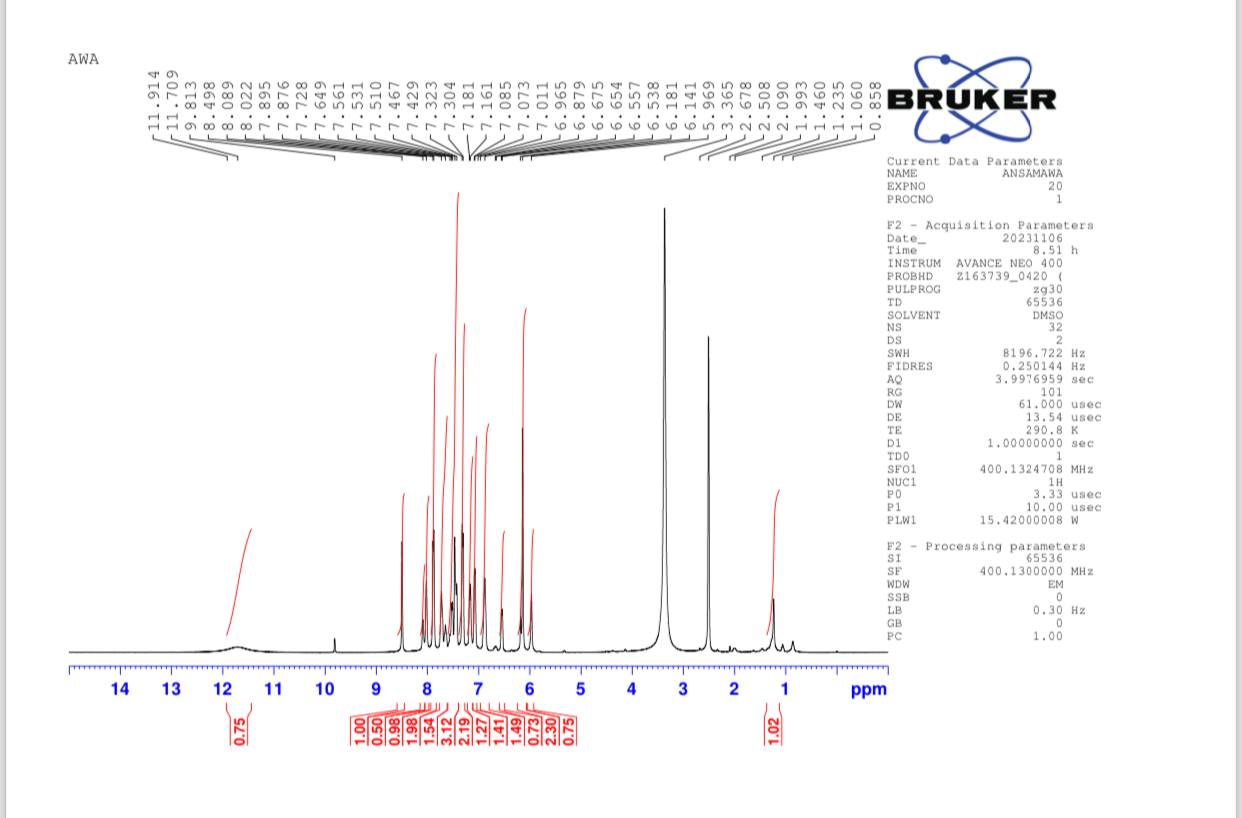 AWA
11.914
11.709
9.813
8.498
8.089
8.022
7.895
7.876
7.728
7.649
7.561
7.531
7.510
7.467
7.429
7.323
7.304
7.181
7.161
7.085
7.073
7.011
6.965
6.879
6.675
6.654
6.557
6.538
6.181
6.141
5.969
3.365
2.678
2.508
2.090
1.993
1.460
1.235
1.060
0.858
BRUKER
Current Data Parameters
NAME ANSAMAWA
EXPNO 20
PROCNO 1
F2 - Acquisition Parameters
Date_ 20231106
Time 8.51 h
INSTRUM AVANCE NEO 400
PROBHD Z163739_0420 (
PULPROG zg30
TD 65536
SOLVENT DMSO
NS 32
DS 2
SWH 8196.722 Hz
FIDRES 0.250144 Hz
AQ 3.9976959 sec
RG 101
DW 61.000 usec
DE 13.54 usec
TE 290.8 K
D1 1.00000000 sec
TD0 1
SFO1 400.1324708 MHz
NUC1 1H
P0 3.33 usec
P1 10.00 usec
PLW1 15.42000008 W
F2 - Processing parameters
SI 65536
SF 400.1300000 MHz
WDW EM
SSB 0
LB 0.30 Hz
GB 0
PC 1.00
14 13 12 11 10 9 8 7 6 5 4 3 2 1 ppm
0.75
1.00
0.50
0.98
1.98
1.54
3.12
2.19
1.27
1.41
1.49
0.73
2.30
0.75
1.02